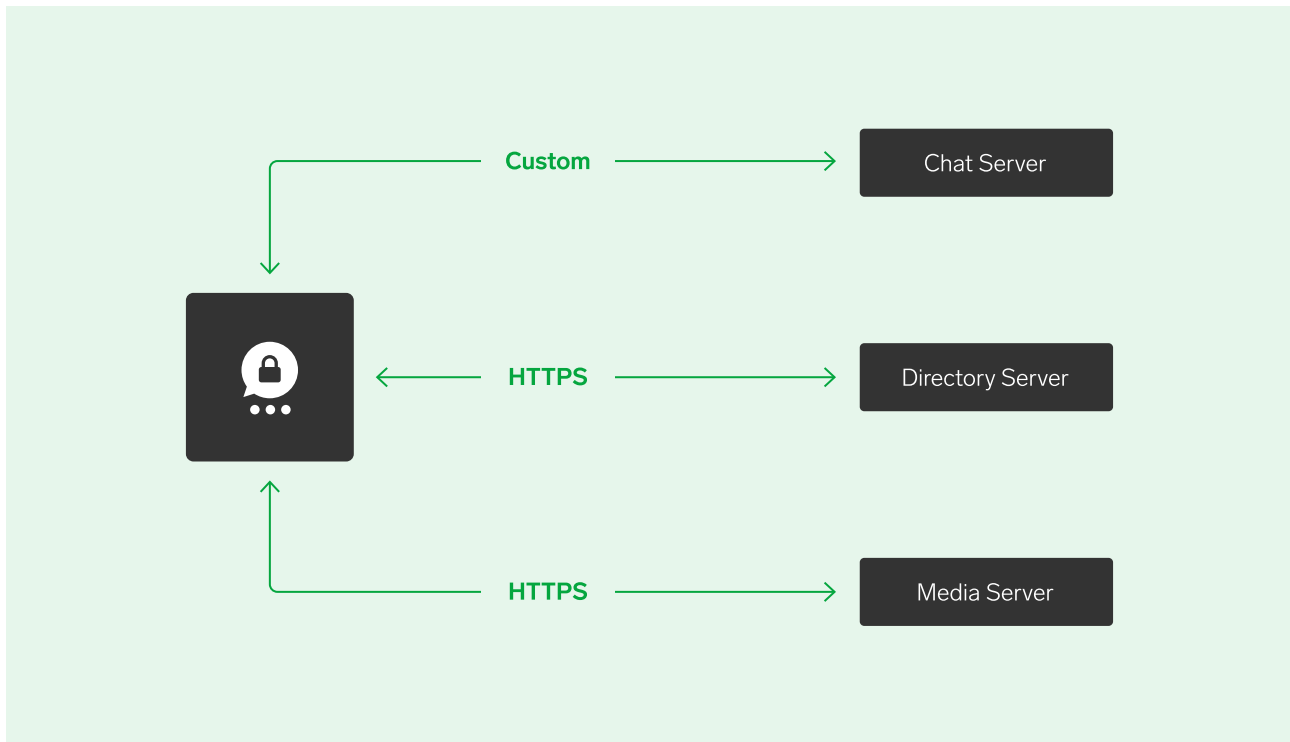 Custom
Chat Server
HTTPS
Directory Server
HTTPS
Media Server